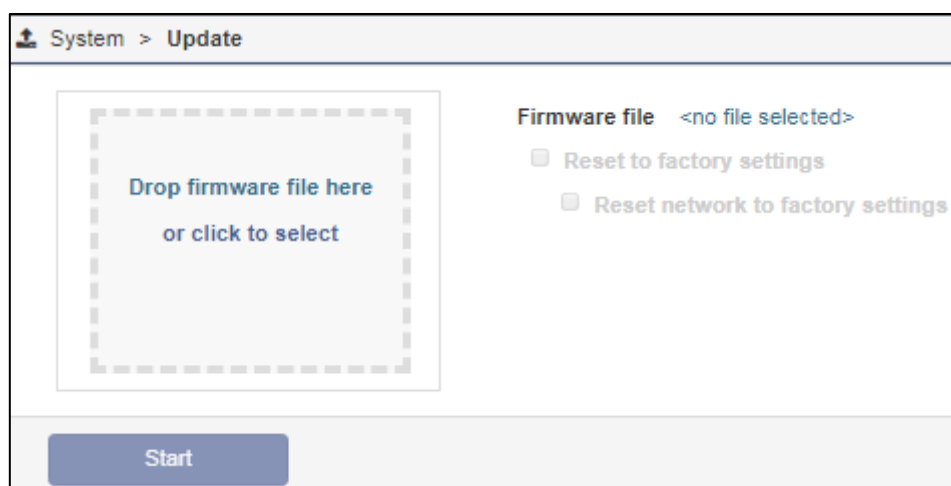 System > Update
Drop firmware file here
or click to select
Firmware file <no file selected>
Reset to factory settings
Reset network to factory settings
Start